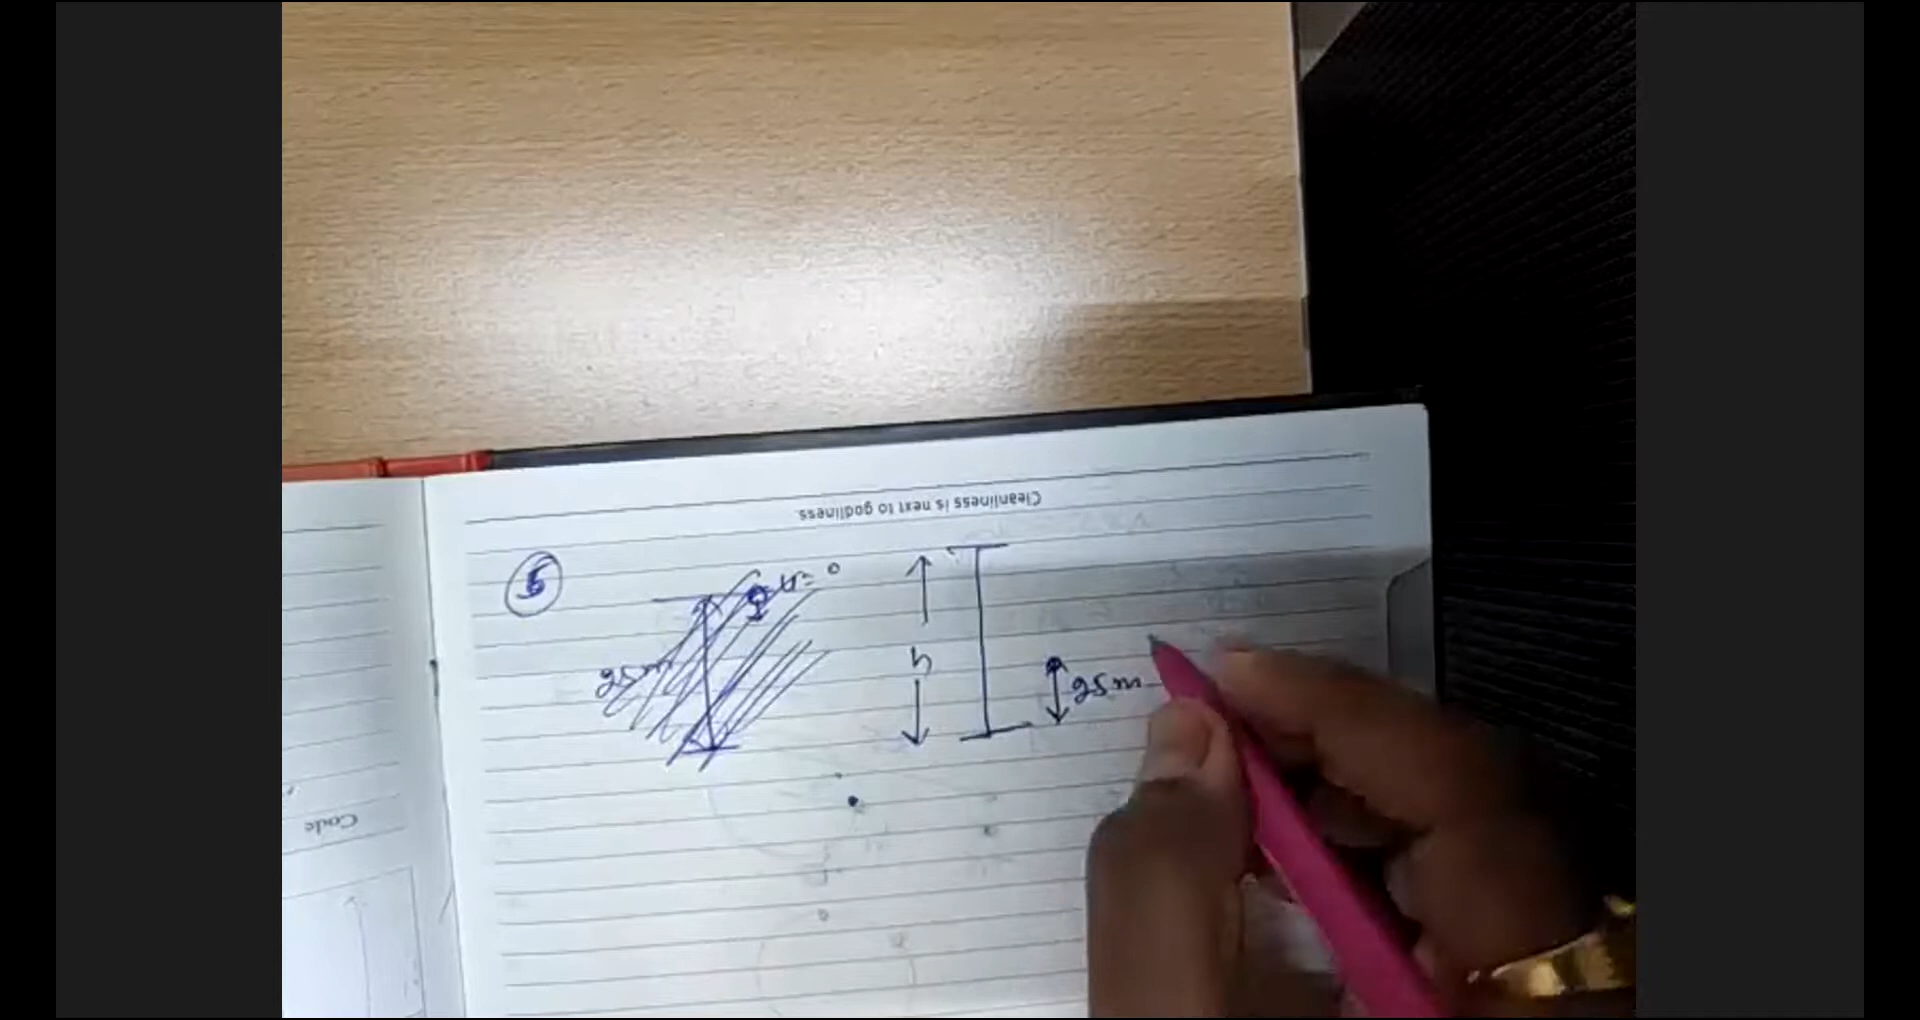 Cleanliness is next to godliness
5
u = 0
25m
h
25m
Code